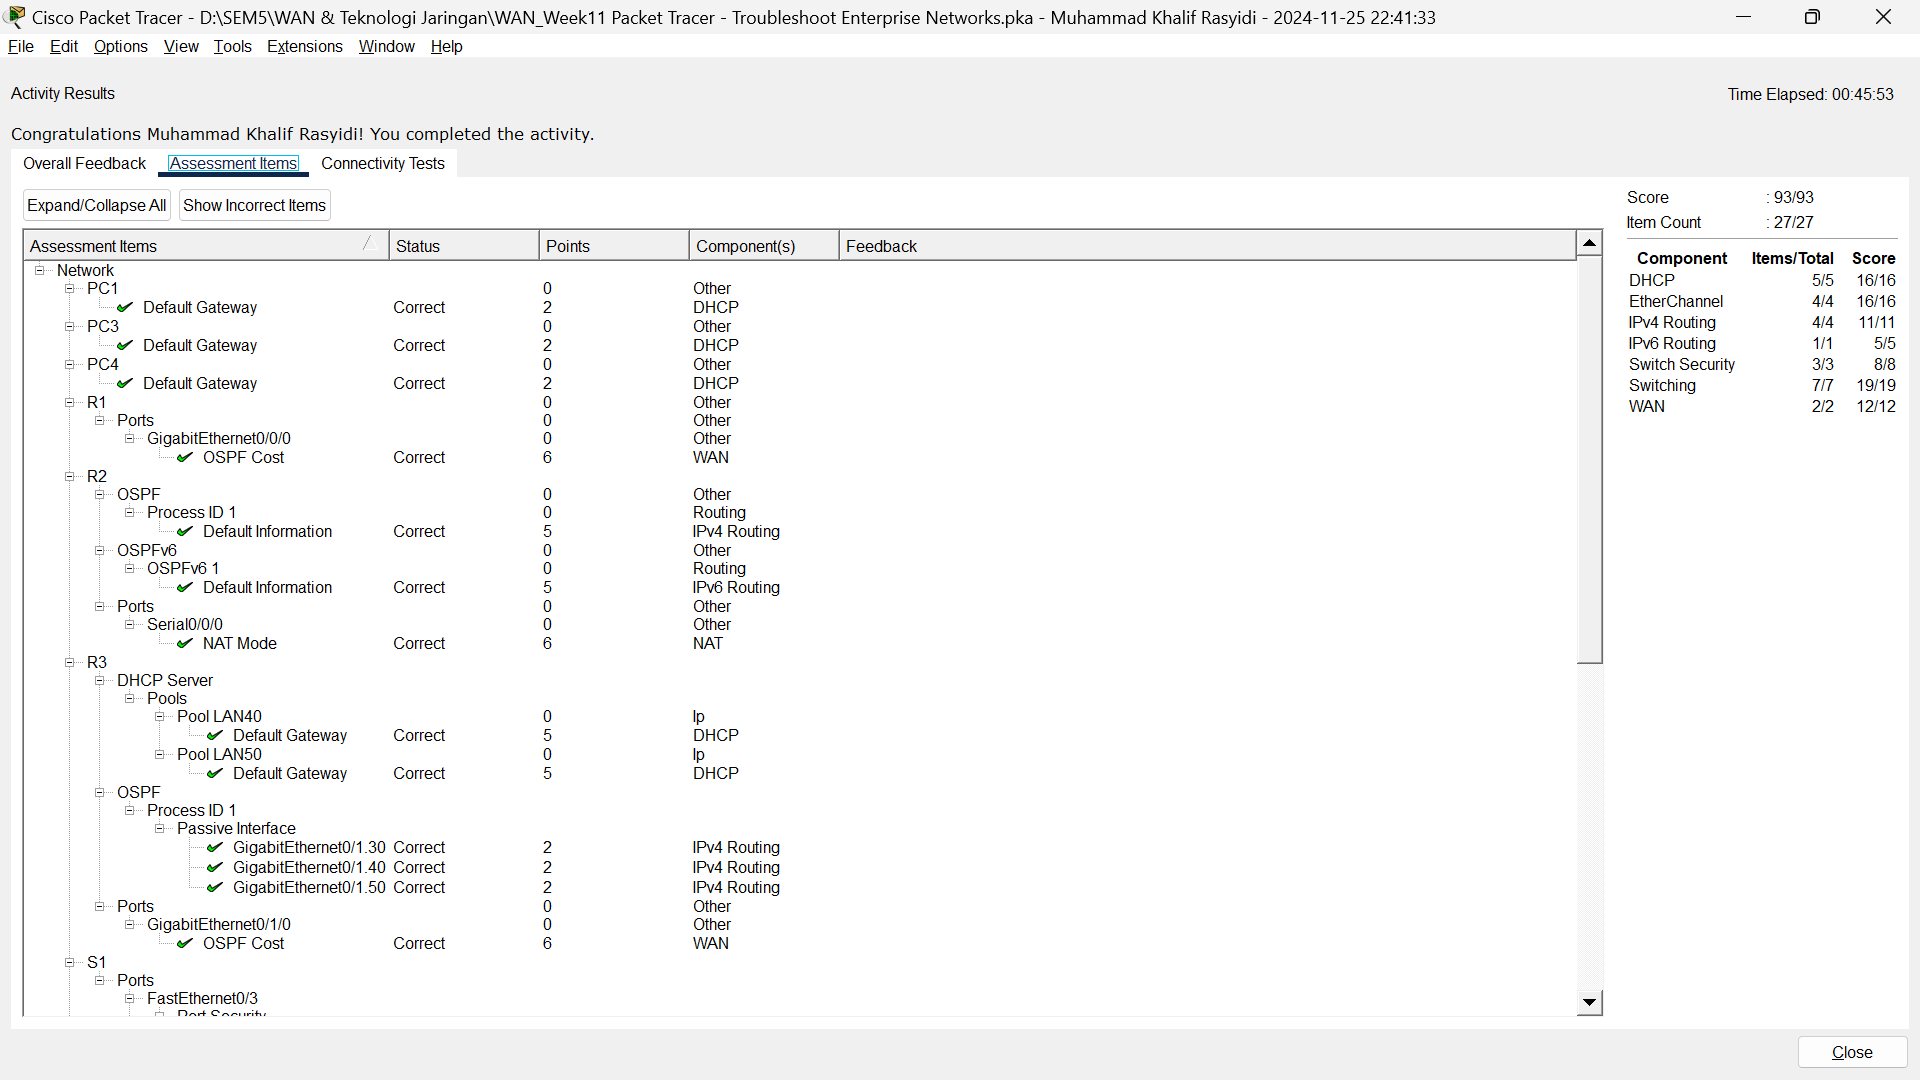 Cisco Packet Tracer - D:\SEM5\WAN & Teknologi Jaringan\WAN_Week11 Packet Tracer - Troubleshoot Enterprise Networks.pka - Muhammad Khalif Rasyidi - 2024-11-25 22:41:33
File Edit Options View Tools Extensions Window Help
Activity Results
Time Elapsed: 00:45:53
Congratulations Muhammad Khalif Rasyidi! You completed the activity.
Overall Feedback Assessment Items Connectivity Tests
Expand/Collapse All Show Incorrect Items
Assessment Items Status Points Component(s) Feedback
Network
PC1 0 Other
Default Gateway Correct 2 DHCP
PC3 0 Other
Default Gateway Correct 2 DHCP
PC4 0 Other
Default Gateway Correct 2 DHCP
R1 0 Other
Ports 0 Other
GigabitEthernet0/0/0 0 Other
OSPF Cost Correct 6 WAN
R2
OSPF 0 Other
Process ID 1 0 Routing
Default Information Correct 5 IPv4 Routing
OSPFv6 0 Other
OSPFv6 1 0 Routing
Default Information Correct 5 IPv6 Routing
Ports 0 Other
Serial0/0/0 0 Other
NAT Mode Correct 6 NAT
R3
DHCP Server
Pools
Pool LAN40 0 Ip
Default Gateway Correct 5 DHCP
Pool LAN50 0 Ip
Default Gateway Correct 5 DHCP
OSPF
Process ID 1
Passive Interface
GigabitEthernet0/1.30 Correct 2 IPv4 Routing
GigabitEthernet0/1.40 Correct 2 IPv4 Routing
GigabitEthernet0/1.50 Correct 2 IPv4 Routing
Ports 0 Other
GigabitEthernet0/1/0 0 Other
OSPF Cost Correct 6 WAN
S1
Ports
FastEthernet0/3
Port Security
Score : 93/93
Item Count : 27/27
Component Items/Total Score
DHCP 5/5 16/16
EtherChannel 4/4 16/16
IPv4 Routing 4/4 11/11
IPv6 Routing 1/1 5/5
Switch Security 3/3 8/8
Switching 7/7 19/19
WAN 2/2 12/12
Close